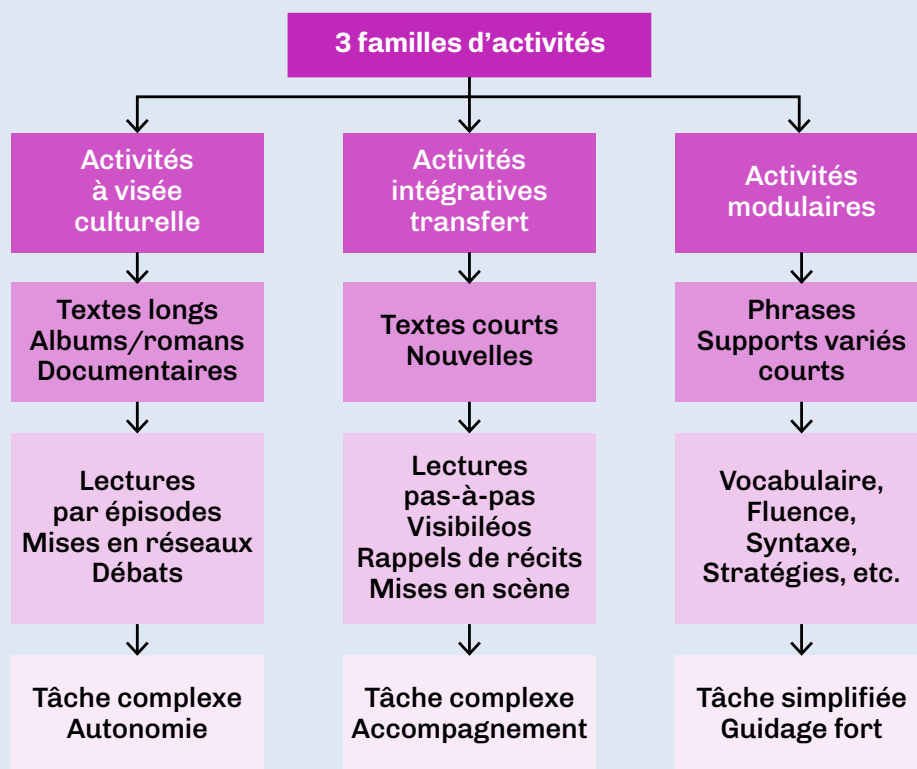 3 familles d’activités
Activités
à visée
culturelle
Activités
intégratives
transfert
Activités
modulaires
Textes longs
Albums/romans
Documentaires
Textes courts
Nouvelles
Phrases
Supports variés
courts
Lectures
par épisodes
Mises en réseaux
Débats
Lectures
pas-à-pas
Visibiléos
Rappels de récits
Mises en scène
Vocabulaire,
Fluence,
Syntaxe,
Stratégies, etc.
Tâche complexe
Autonomie
Tâche complexe
Accompagnement
Tâche simplifiée
Guidage fort